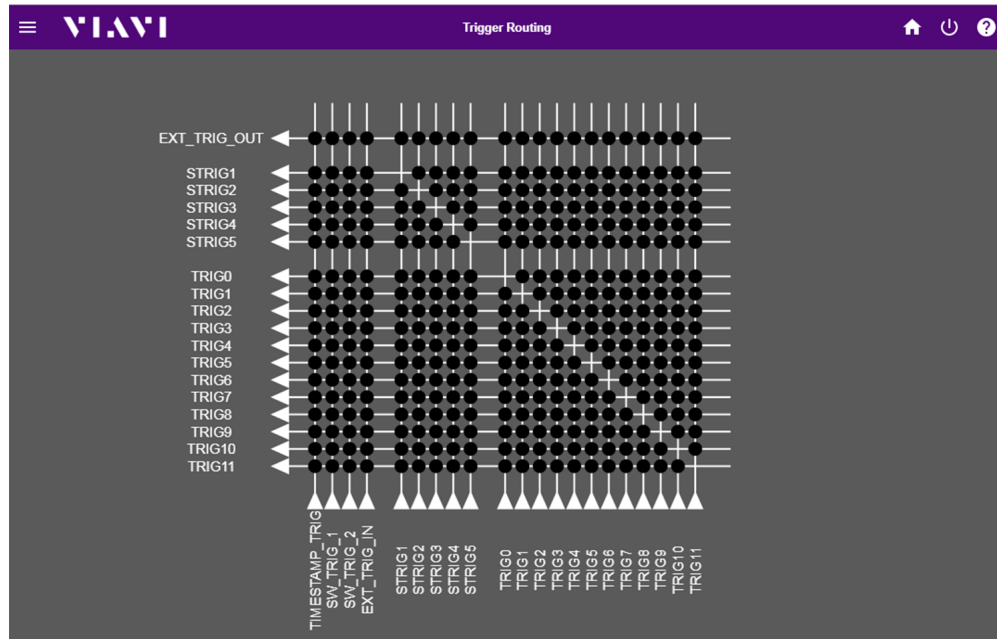 VIAVI
Trigger Routing
?
EXT_TRIG_OUT
STRIG1
STRIG2
STRIG3
STRIG4
STRIG5
TRIG0
TRIG1
TRIG2
TRIG3
TRIG4
TRIG5
TRIG6
TRIG7
TRIG8
TRIG9
TRIG10
TRIG11
TIMESTAMP_TRIG
SW_TRIG_1
SW_TRIG_2
EXT_TRIG_IN
STRIG1
STRIG2
STRIG3
STRIG4
STRIG5
TRIG0
TRIG1
TRIG2
TRIG3
TRIG4
TRIG5
TRIG6
TRIG7
TRIG8
TRIG9
TRIG10
TRIG11